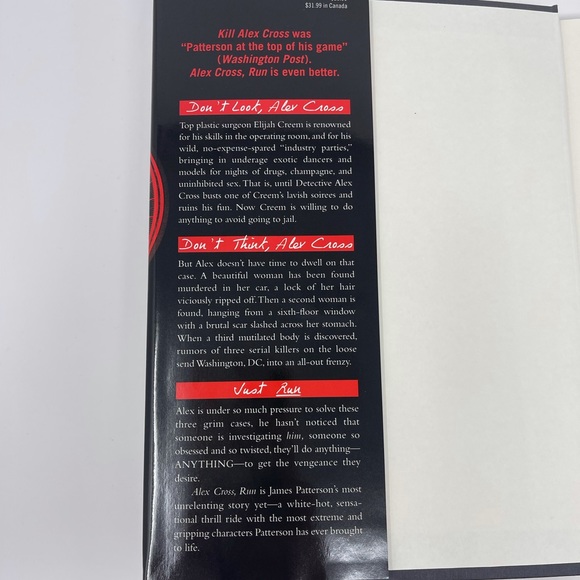 $31.99 in Canada
Kill Alex Cross was
“Patterson at the top of his game”
(Washington Post).
Alex Cross, Run is even better.
Don't Look, Alex Cross
Top plastic surgeon Elijah Creem is renowned
for his skills in the operating room, and for his
wild, no-expense-spared “industry parties,”
bringing in underage exotic dancers and
models for nights of drugs, champagne, and
uninhibited sex. That is, until Detective Alex
Cross busts one of Creem's lavish soirees and
ruins his fun. Now Creem is willing to do
anything to avoid going to jail.
Don't Think, Alex Cross
But Alex doesn't have time to dwell on that
case. A beautiful woman has been found
murdered in her car, a lock of her hair
viciously ripped off. Then a second woman is
found, hanging from a sixth-floor window
with a brutal scar slashed across her stomach.
When a third mutilated body is discovered,
rumors of three serial killers on the loose
send Washington, DC, into an all-out frenzy.
Just Run
Alex is under so much pressure to solve these
three grim cases, he hasn't noticed that
someone is investigating him, someone so
obsessed and so twisted, they'll do anything—
ANYTHING—to get the vengeance they
desire.
Alex Cross, Run is James Patterson's most
unrelenting story yet—a white-hot, sensa-
tional thrill ride with the most extreme and
gripping characters Patterson has ever brought
to life.